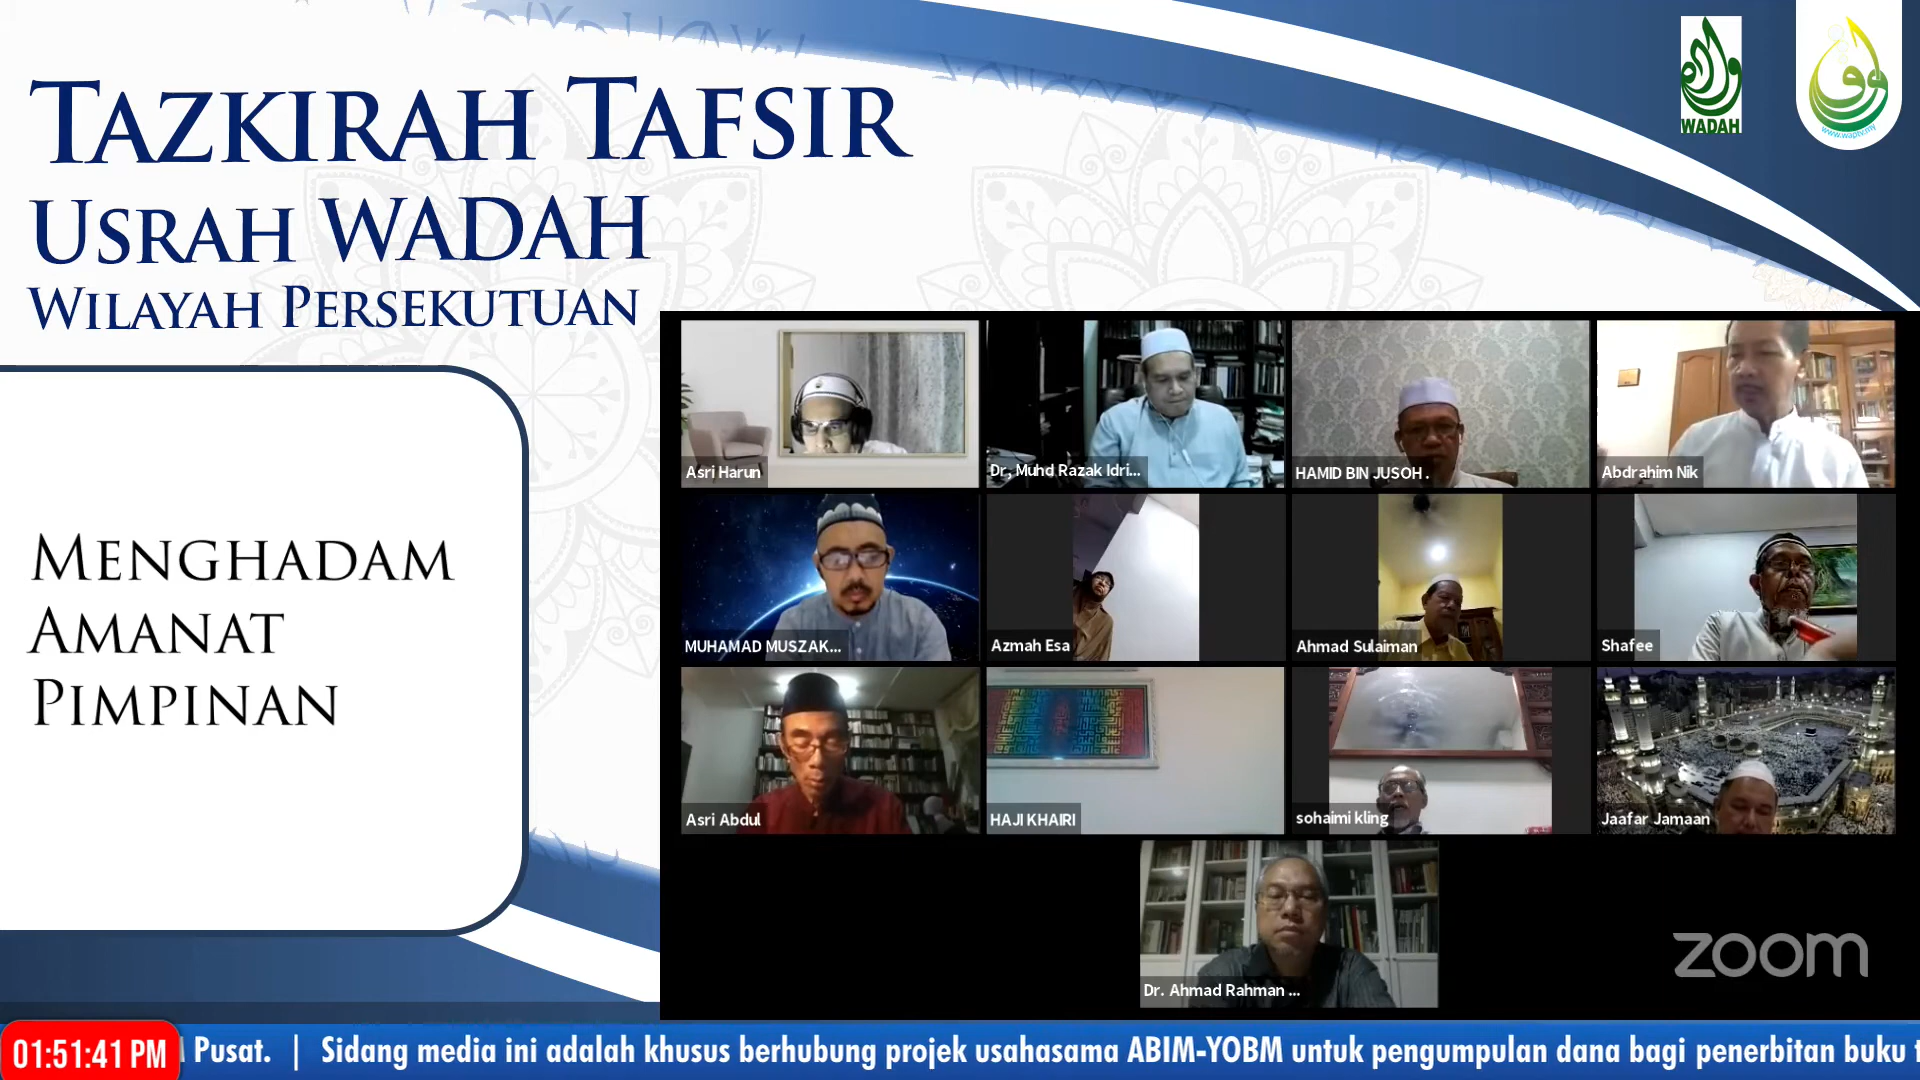 TAZKIRAH TAFSIR
USRAH WADAH
WILAYAH PERSEKUTUAN
MENGHADAM
AMANAT
PIMPINAN
WADAH
www.waptv.my
Asri Harun
Dr, Muhd Razak Idri...
HAMID BIN JUSOH .
Abdrahim Nik
MUHAMAD MUSZAK...
Azmah Esa
Ahmad Sulaiman
Shafee
Asri Abdul
HAJI KHAIRI
sohaimi kling
Jaafar Jamaan
Dr. Ahmad Rahman ...
zoom
01:51:41 PM
Pusat. | Sidang media ini adalah khusus berhubung projek usahasama ABIM-YOBM untuk pengumpulan dana bagi penerbitan buku